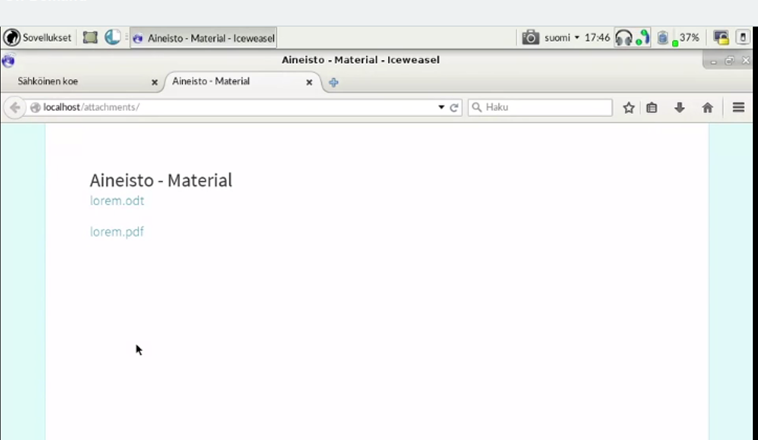 Sovellukset
Aineisto - Material - Iceweasel
suomi
17:46
37%
Aineisto - Material - Iceweasel
Sähköinen koe
Aineisto - Material
localhost/attachments/
Haku
Aineisto - Material
lorem.odt
lorem.pdf